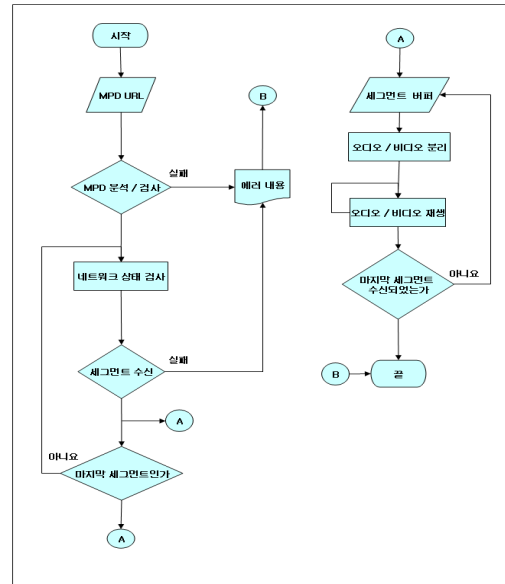 시작
MPD URL
MPD 분석 / 검사
실패
에러 내용
B
네트워크 상태 검사
세그먼트 수신
실패
A
아니요
마지막 세그먼트인가
A
A
세그먼트 버퍼
오디오 / 비디오 분리
오디오 / 비디오 재생
마지막 세그먼트
수신되었는가
아니요
B
끝